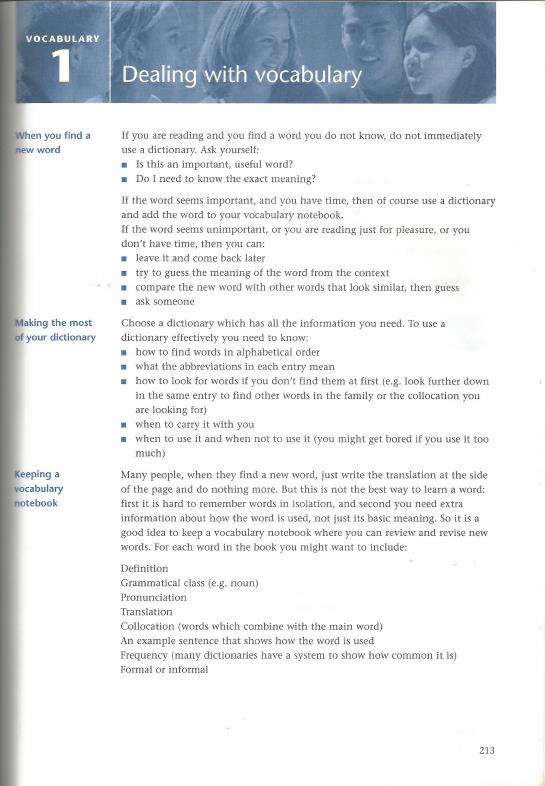 VOCABULARY
1
Dealing with vocabulary
When you find a
new word
If you are reading and you find a word you do not know, do not immediately
use a dictionary. Ask yourself:
■ Is this an important, useful word?
■ Do I need to know the exact meaning?
If the word seems important, and you have time, then of course use a dictionary
and add the word to your vocabulary notebook.
If the word seems unimportant, or you are reading just for pleasure, or you
don't have time, then you can:
■ leave it and come back later
■ try to guess the meaning of the word from the context
■ compare the new word with other words that look similar, then guess
■ ask someone
Making the most
of your dictionary
Choose a dictionary which has all the information you need. To use a
dictionary effectively you need to know:
■ how to find words in alphabetical order
■ what the abbreviations in each entry mean
■ how to look for words if you don't find them at first (e.g. look further down
in the same entry to find other words in the family or the collocation you
are looking for)
■ when to carry it with you
■ when to use it and when not to use it (you might get bored if you use it too
much)
Keeping a
vocabulary
notebook
Many people, when they find a new word, just write the translation at the side
of the page and do nothing more. But this is not the best way to learn a word:
first it is hard to remember words in isolation, and second you need extra
information about how the word is used, not just its basic meaning. So it is a
good idea to keep a vocabulary notebook where you can review and revise new
words. For each word in the book you might want to include:
Definition
Grammatical class (e.g. noun)
Pronunciation
Translation
Collocation (words which combine with the main word)
An example sentence that shows how the word is used
Frequency (many dictionaries have a system to show how common it is)
Formal or informal
213